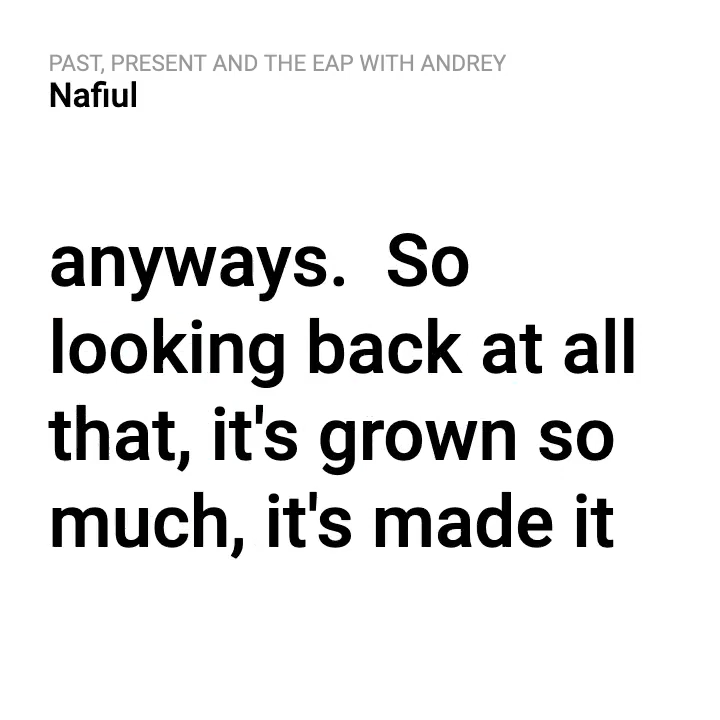 PAST, PRESENT AND THE EAP WITH ANDREY
Nafiul
anyways.  So
looking back at all
that, it's grown so
much, it's made it